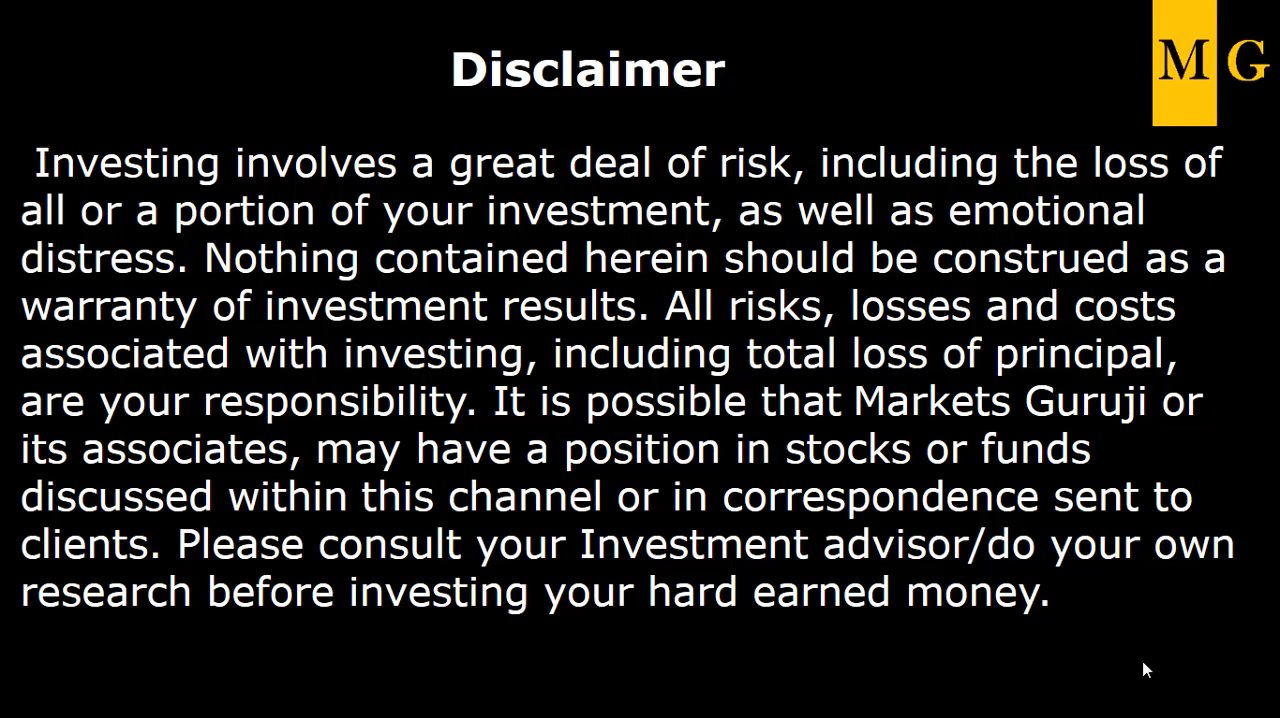 Disclaimer
M G
Investing involves a great deal of risk, including the loss of
all or a portion of your investment, as well as emotional
distress. Nothing contained herein should be construed as a
warranty of investment results. All risks, losses and costs
associated with investing, including total loss of principal,
are your responsibility. It is possible that Markets Guruji or
its associates, may have a position in stocks or funds
discussed within this channel or in correspondence sent to
clients. Please consult your Investment advisor/do your own
research before investing your hard earned money.